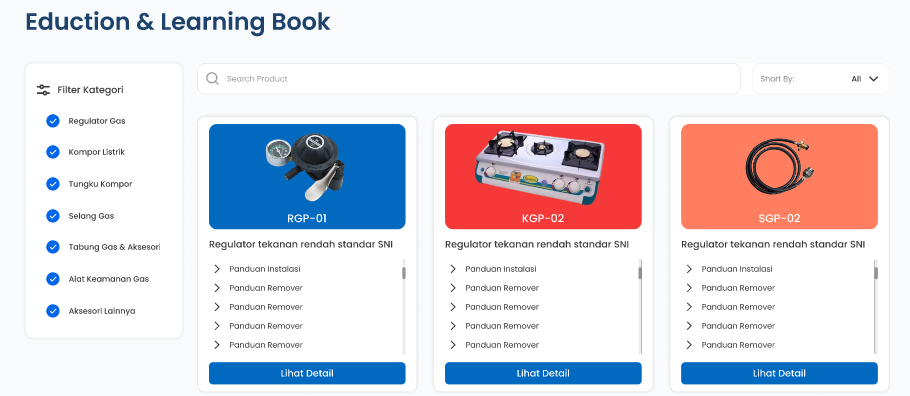 Eduction & Learning Book
Filter Kategori
Regulator Gas
Kompor Listrik
Tungku Kompor
Selang Gas
Tabung Gas & Aksesori
Alat Keamanan Gas
Aksesori Lainnya
Search Product
Short By:
All
RGP-01
Regulator tekanan rendah standar SNI
Panduan Instalasi
Panduan Remover
Panduan Remover
Panduan Remover
Panduan Remover
Lihat Detail
KGP-02
Regulator tekanan rendah standar SNI
Panduan Instalasi
Panduan Remover
Panduan Remover
Panduan Remover
Panduan Remover
Lihat Detail
SGP-02
Regulator tekanan rendah standar SNI
Panduan Instalasi
Panduan Remover
Panduan Remover
Panduan Remover
Panduan Remover
Lihat Detail